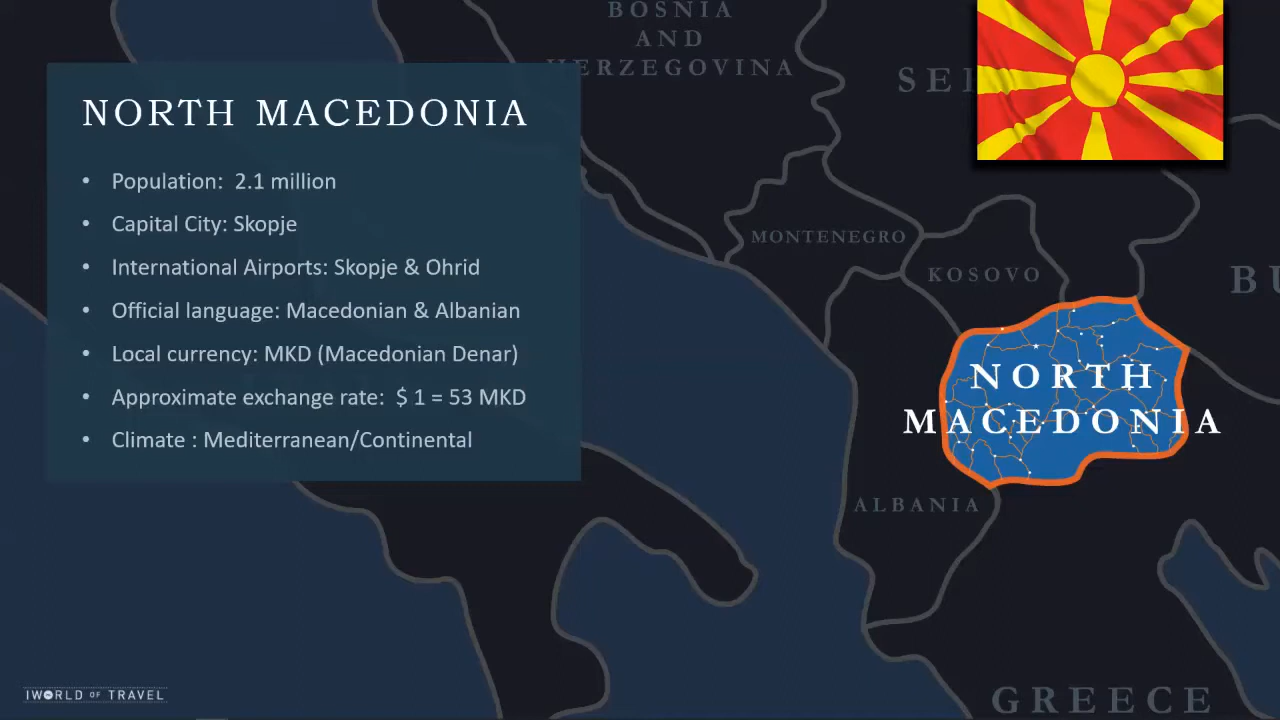 BOSNIA
AND
HERZEGOVINA
NORTH MACEDONIA
• Population:  2.1 million
• Capital City: Skopje
• International Airports: Skopje & Ohrid
• Official language: Macedonian & Albanian
• Local currency: MKD (Macedonian Denar)
• Approximate exchange rate:  $ 1 = 53 MKD
• Climate : Mediterranean/Continental
MONTENEGRO
KOSOVO
NORTH
MACEDONIA
ALBANIA
GREECE
IWORLD OF TRAVEL